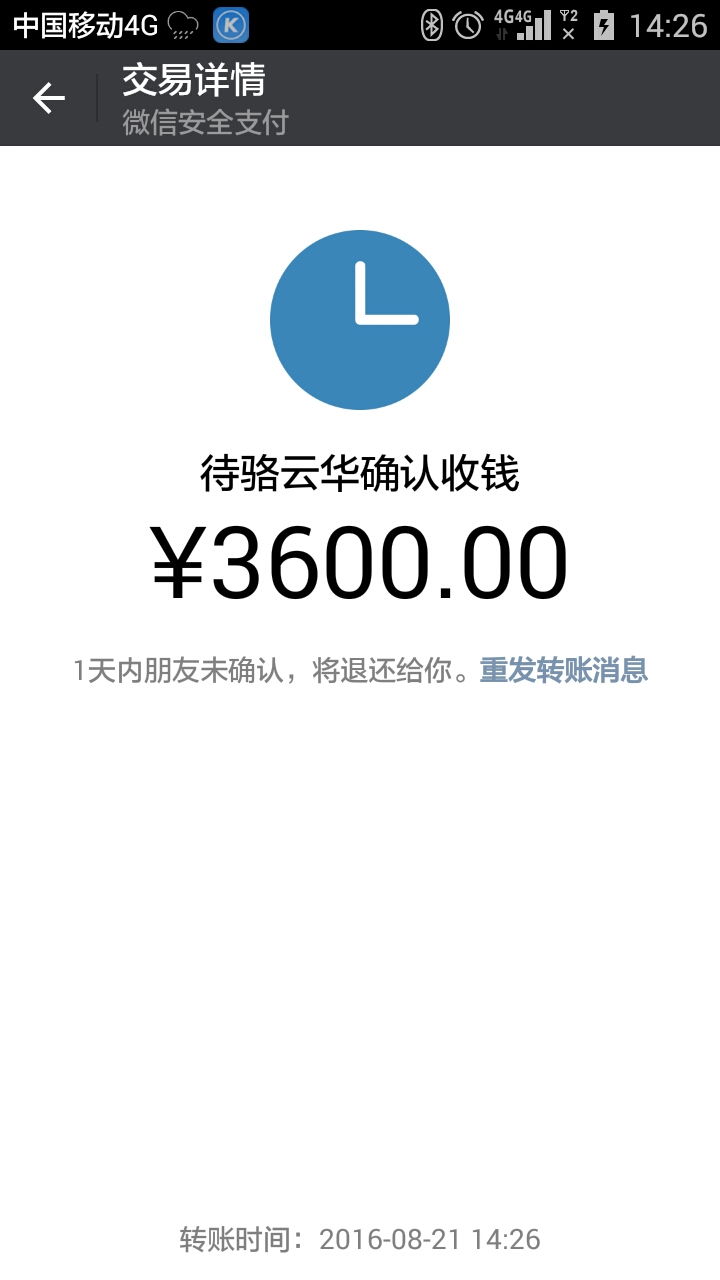 中国移动4G K 4G4G 2 14:26
交易详情
微信安全支付
待骆云华确认收钱
¥3600.00
1天内朋友未确认，将退还给你。重发转账消息
转账时间：2016-08-21 14:26